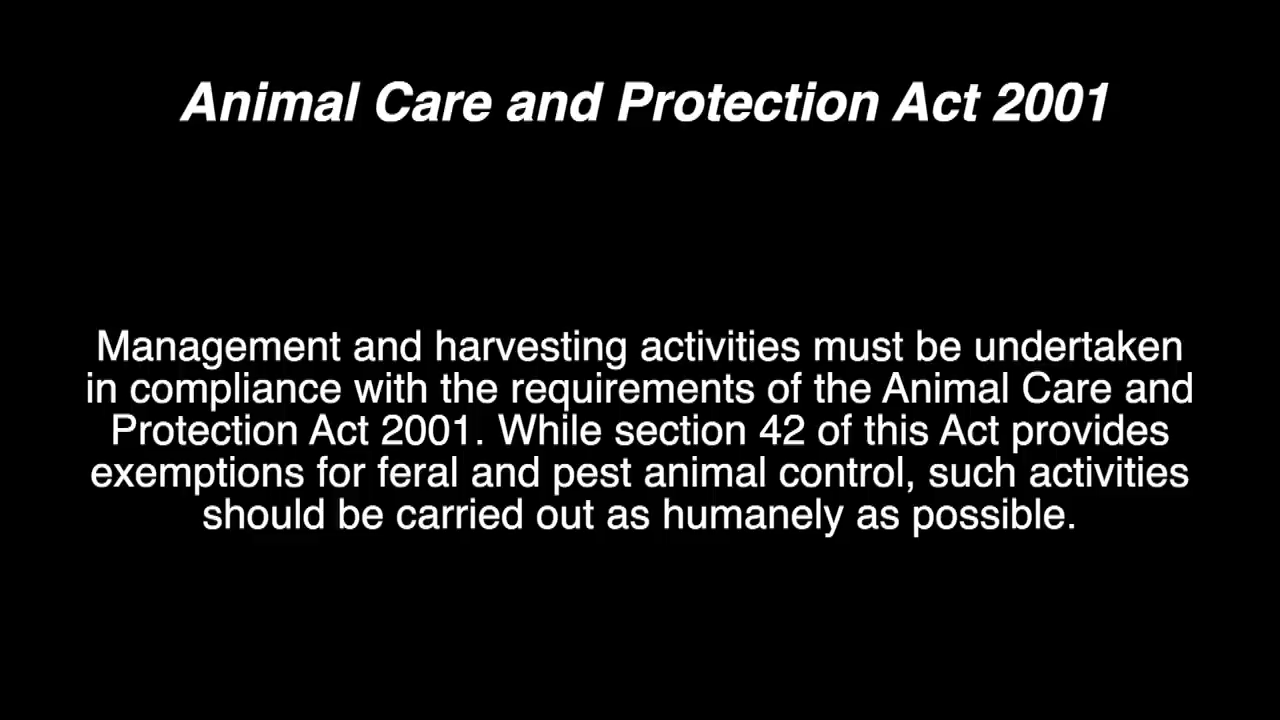 Animal Care and Protection Act 2001
Management and harvesting activities must be undertaken
in compliance with the requirements of the Animal Care and
Protection Act 2001. While section 42 of this Act provides
exemptions for feral and pest animal control, such activities
should be carried out as humanely as possible.